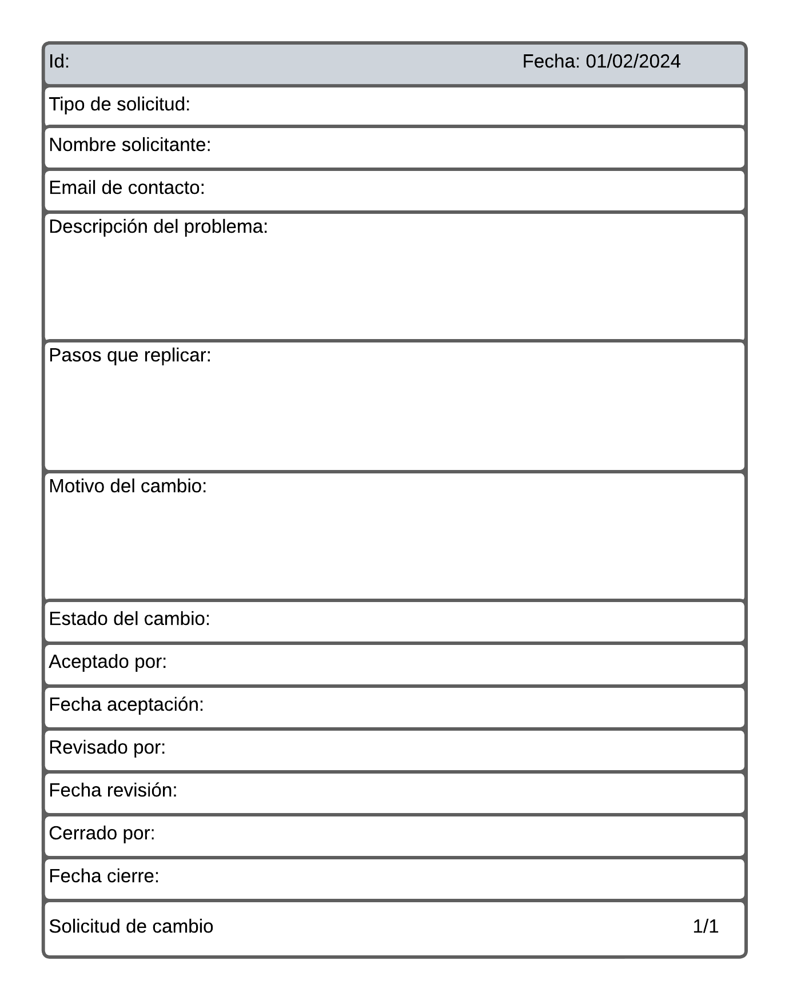 Id: Fecha: 01/02/2024
Tipo de solicitud:
Nombre solicitante:
Email de contacto:
Descripción del problema:
Pasos que replicar:
Motivo del cambio:
Estado del cambio:
Aceptado por:
Fecha aceptación:
Revisado por:
Fecha revisión:
Cerrado por:
Fecha cierre:
Solicitud de cambio 1/1